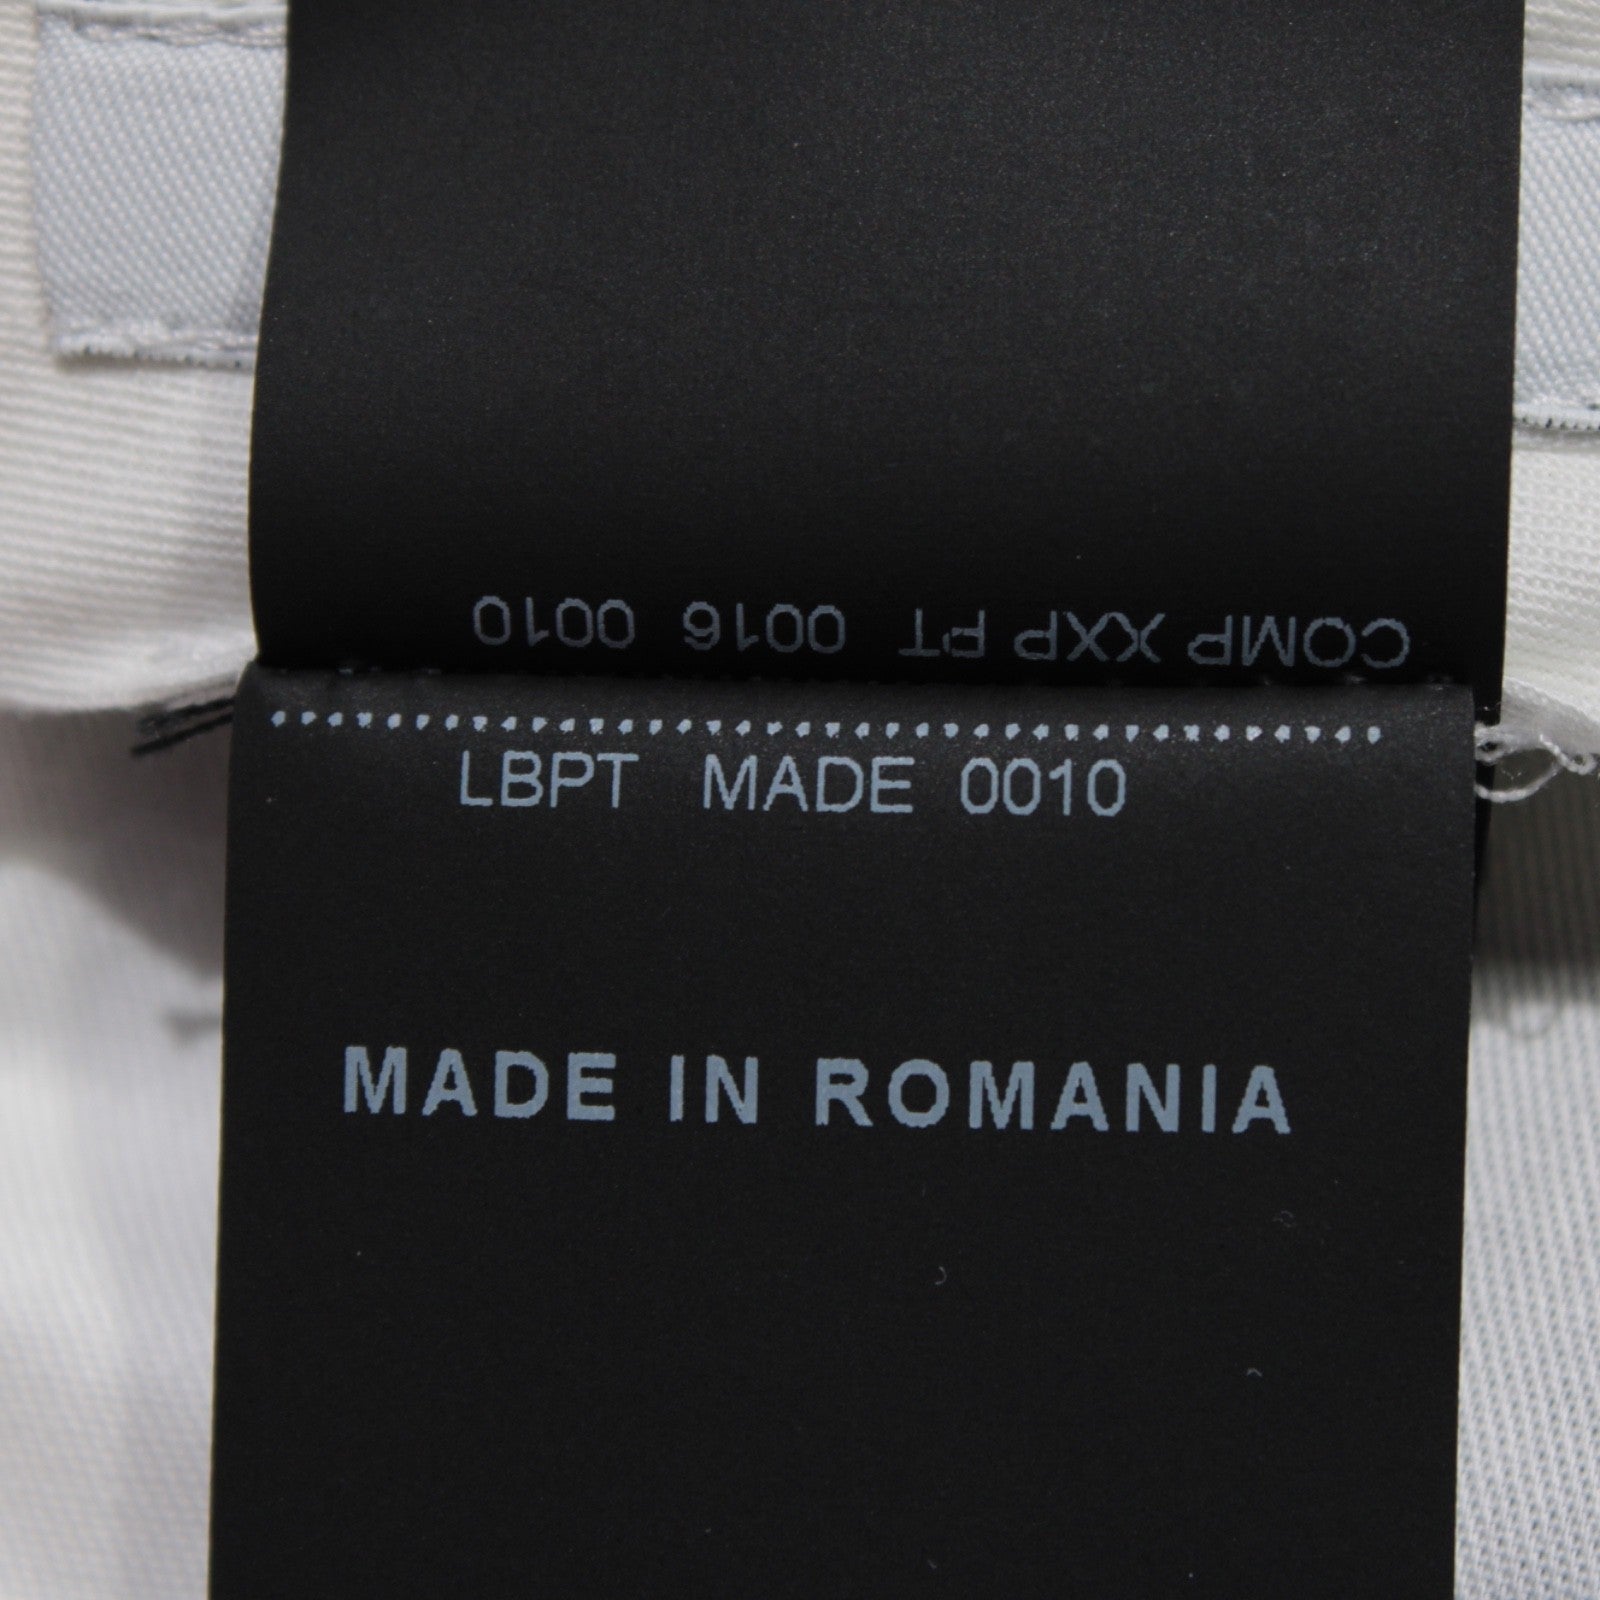 COMP XXP PT 0016 0010
LBPT MADE 0010
MADE IN ROMANIA